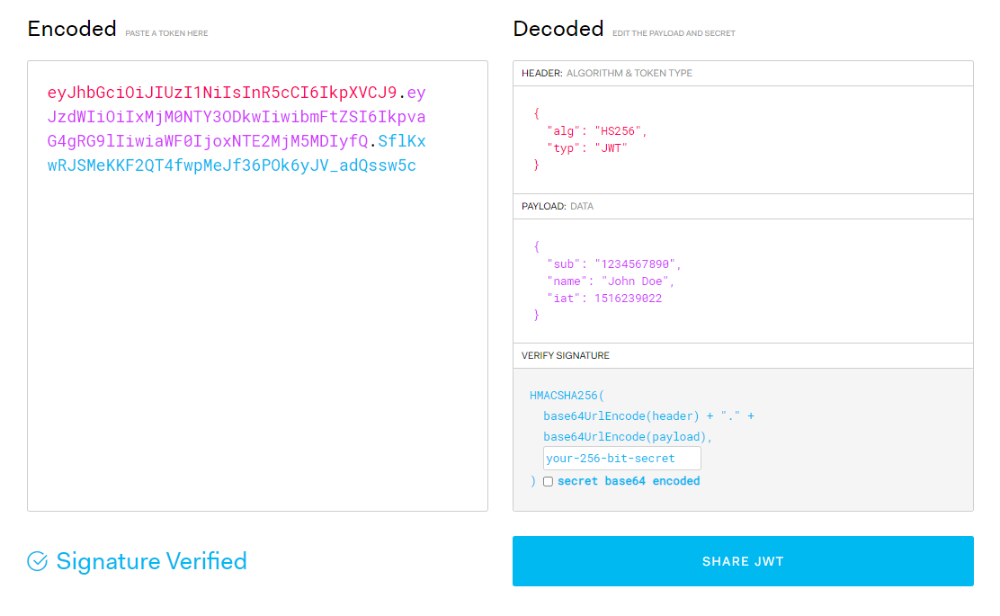 Encoded PASTE A TOKEN HERE
eyJhbGciOiJIUzI1NiIsInR5cCI6IkpXVCJ9.ey
JzdWIiOiIxMjM0NTY3ODkwIiwibmFtZSI6Ikpva
G4gRG9lIiwiaWF0IjoxNTE2MjM5MDIyfQ.SflKx
wRJSMeKKF2QT4fwpMeJf36POk6yJV_adQssw5c
Signature Verified
Decoded EDIT THE PAYLOAD AND SECRET
HEADER: ALGORITHM & TOKEN TYPE
{
"alg": "HS256",
"typ": "JWT"
}
PAYLOAD: DATA
{
"sub": "1234567890",
"name": "John Doe",
"iat": 1516239022
}
VERIFY SIGNATURE
HMACSHA256(
base64UrlEncode(header) + "." +
base64UrlEncode(payload),
your-256-bit-secret
) secret base64 encoded
SHARE JWT